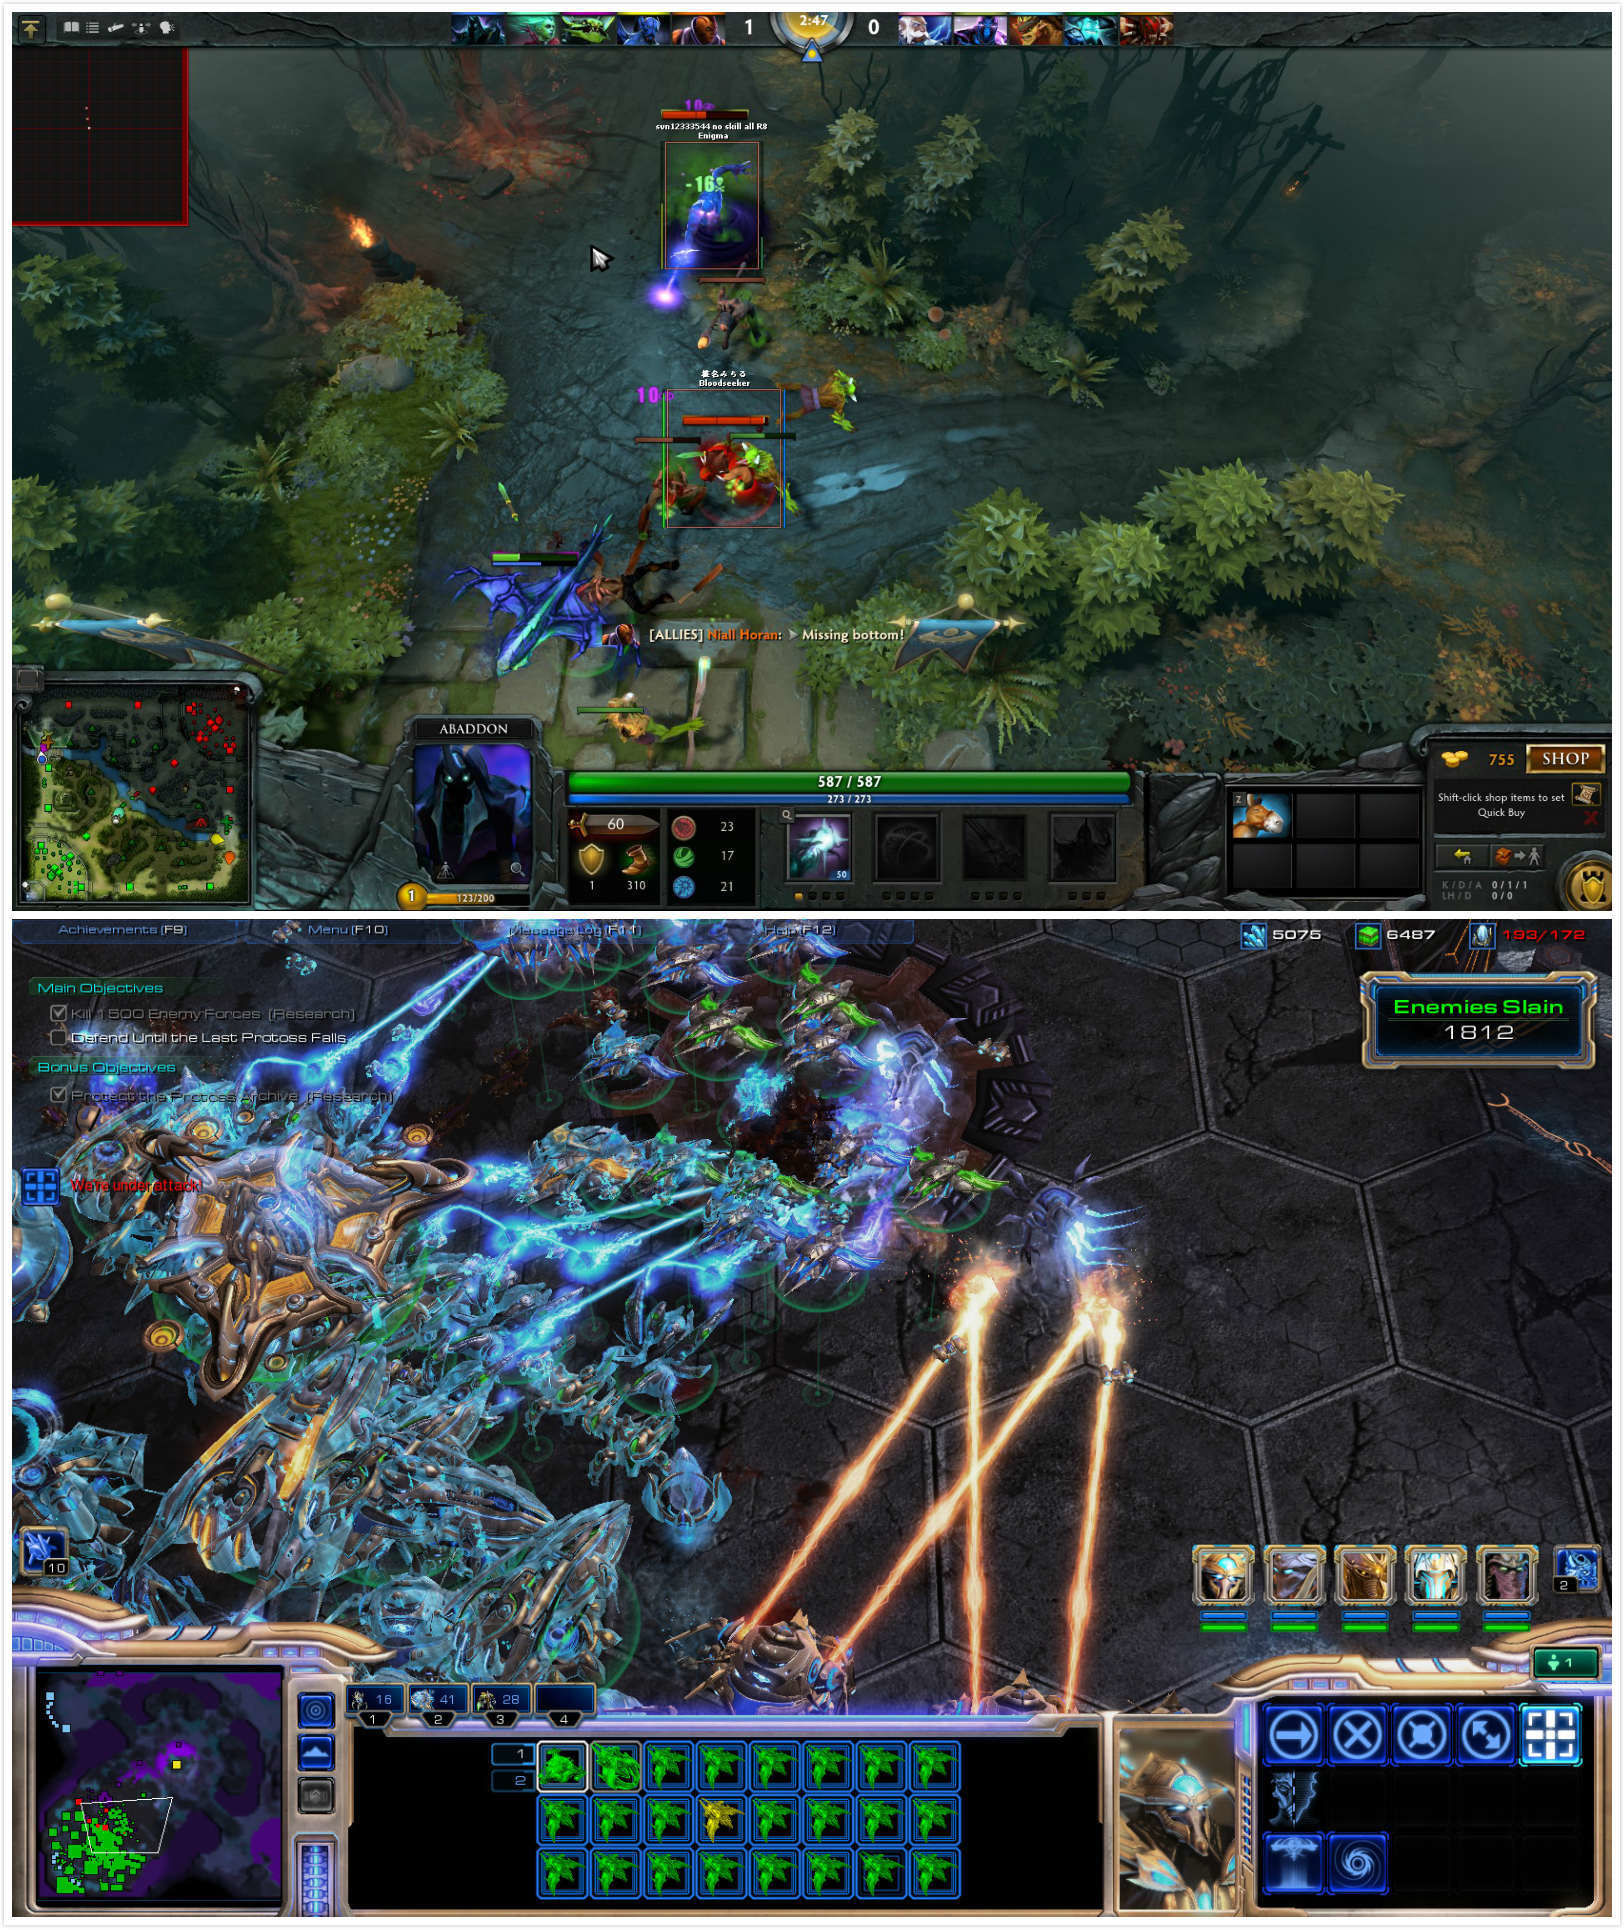 1
2:47
0
10
svn12333544 no skill all R8
Enigma
-16
椎名みちる
Bloodseeker
10
[ALLIES] Niall Horan: Missing bottom!
ABADDON
587 / 587
273 / 273
755
SHOP
Shift-click shop items to set
Quick Buy
Z
60
23
17
21
1
310
50
1
123/200
K / D / A 0/1/1
LH / D 0/0
Achievements (F9)
Menu (F10)
Message Log (F11)
Help (F12)
5075
6487
193/172
Main Objectives
Kill 1500 Enemy Forces (Research)
Defend Until the Last Protoss Falls
Bonus Objectives
Protect the Protoss Archive (Research)
Enemies Slain
1812
We're under attack!
10
2
1
16
41
28
1
2
3
4
1
2